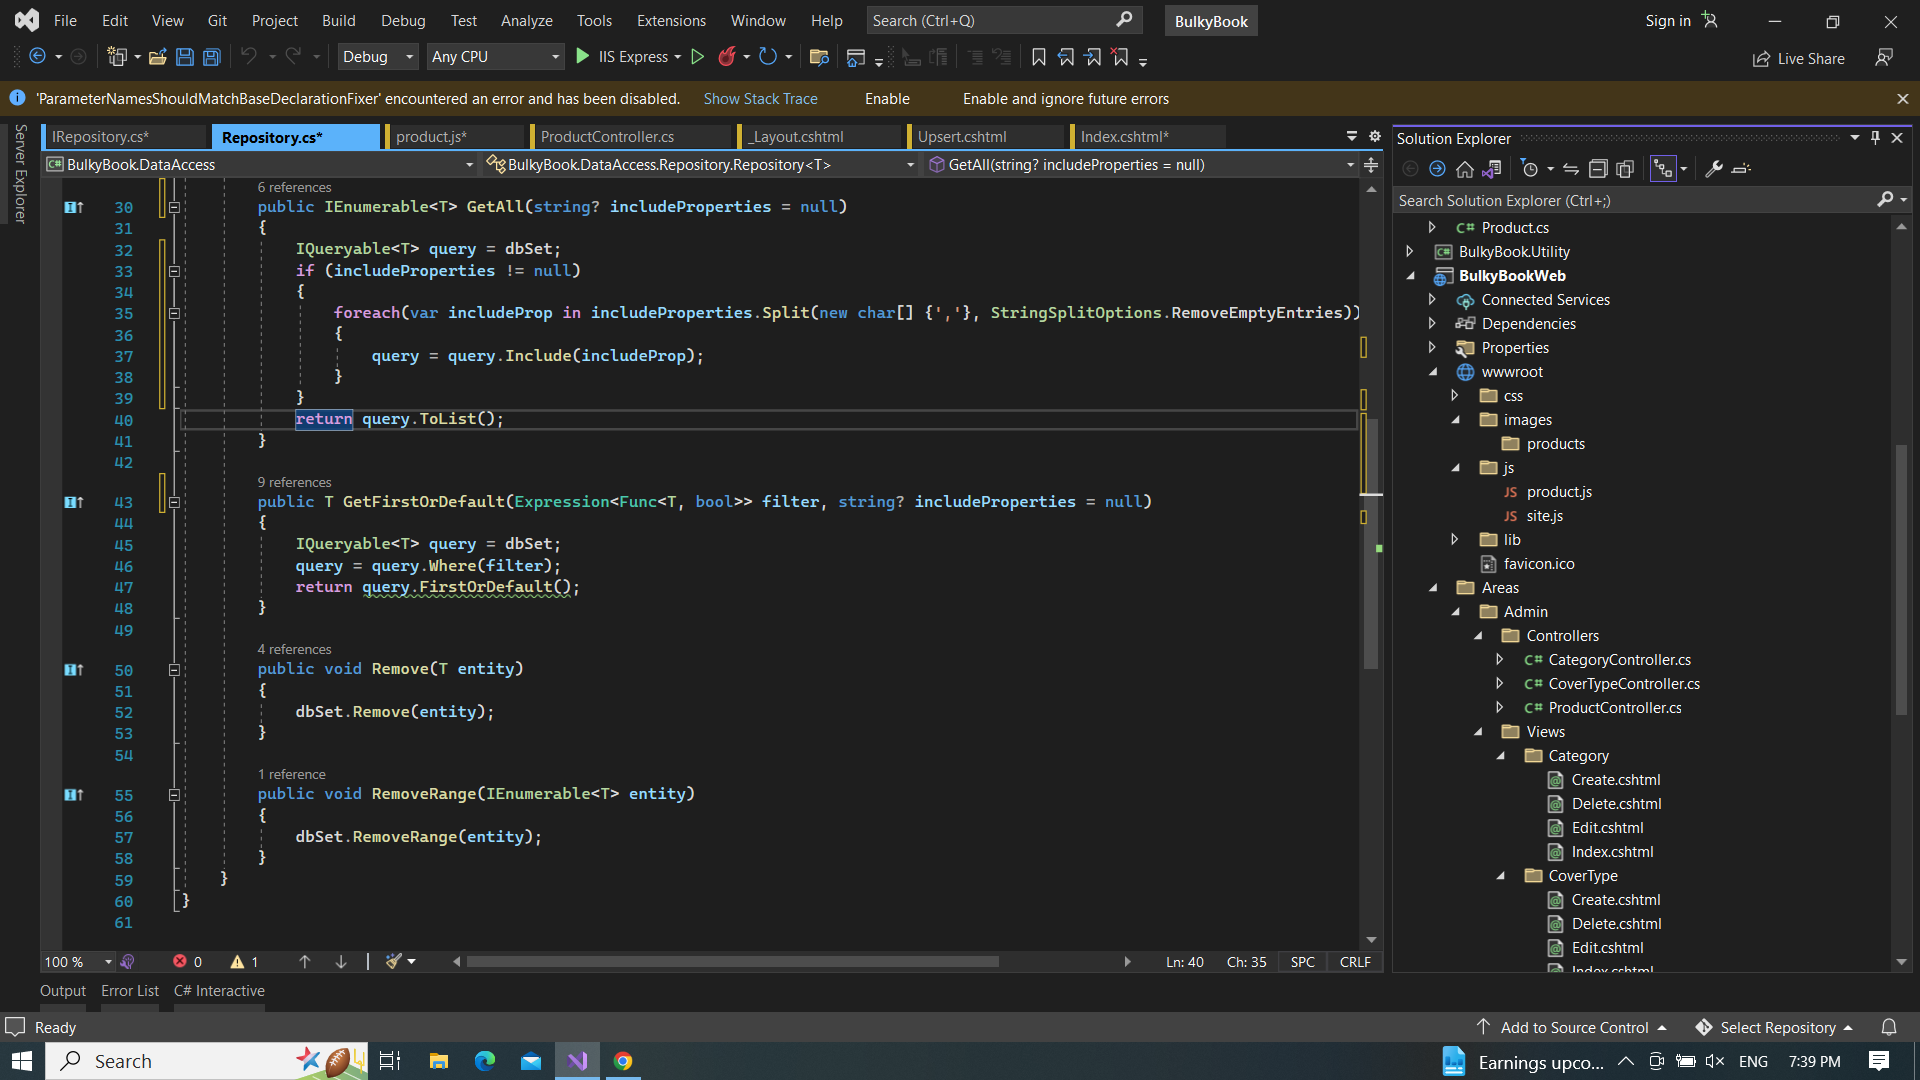 File Edit View Git Project Build Debug Test Analyze Tools Extensions Window Help Search (Ctrl+Q) BulkyBook Sign in
Debug Any CPU IIS Express Live Share
'ParameterNamesShouldMatchBaseDeclarationFixer' encountered an error and has been disabled. Show Stack Trace Enable Enable and ignore future errors
Server Explorer
IRepository.cs* Repository.cs* product.js* ProductController.cs _Layout.cshtml Upsert.cshtml Index.cshtml*
BulkyBook.DataAccess BulkyBook.DataAccess.Repository.Repository<T> GetAll(string? includeProperties = null)
6 references
30 public IEnumerable<T> GetAll(string? includeProperties = null)
31 {
32 IQueryable<T> query = dbSet;
33 if (includeProperties != null)
34 {
35 foreach(var includeProp in includeProperties.Split(new char[] {','}, StringSplitOptions.RemoveEmptyEntries))
36 {
37 query = query.Include(includeProp);
38 }
39 }
40 return query.ToList();
41 }
42
9 references
43 public T GetFirstOrDefault(Expression<Func<T, bool>> filter, string? includeProperties = null)
44 {
45 IQueryable<T> query = dbSet;
46 query = query.Where(filter);
47 return query.FirstOrDefault();
48 }
49
4 references
50 public void Remove(T entity)
51 {
52 dbSet.Remove(entity);
53 }
54
1 reference
55 public void RemoveRange(IEnumerable<T> entity)
56 {
57 dbSet.RemoveRange(entity);
58 }
59 }
60 }
61
100 % 0 1 Ln: 40 Ch: 35 SPC CRLF
Output Error List C# Interactive
Solution Explorer
Search Solution Explorer (Ctrl+;)
C# Product.cs
C# BulkyBook.Utility
BulkyBookWeb
Connected Services
Dependencies
Properties
wwwroot
css
images
products
js
JS product.js
JS site.js
lib
favicon.ico
Areas
Admin
Controllers
C# CategoryController.cs
C# CoverTypeController.cs
C# ProductController.cs
Views
Category
Create.cshtml
Delete.cshtml
Edit.cshtml
Index.cshtml
CoverType
Create.cshtml
Delete.cshtml
Edit.cshtml
Index.cshtml
Ready Add to Source Control Select Repository
Search Earnings upco... ENG 7:39 PM